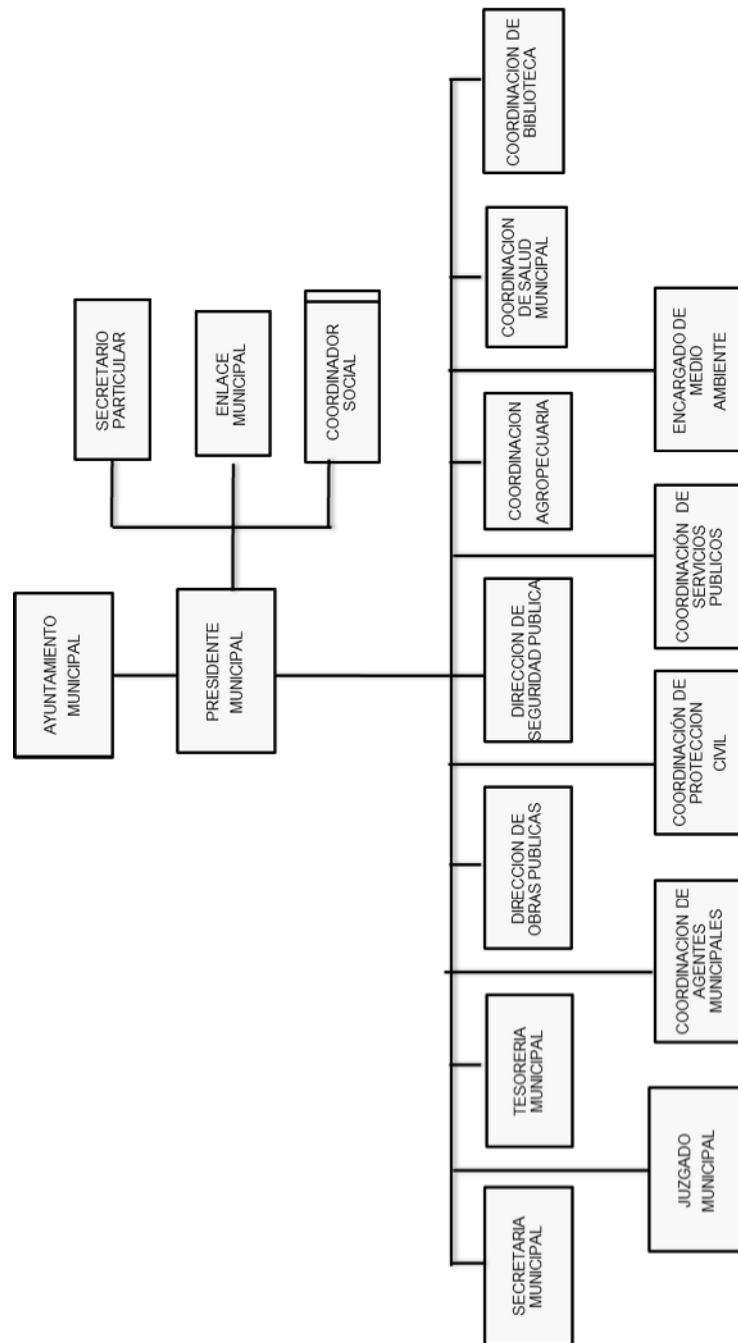 AYUNTAMIENTO
MUNICIPAL
PRESIDENTE
MUNICIPAL
SECRETARIO
PARTICULAR
ENLACE
MUNICIPAL
COORDINADOR
SOCIAL
SECRETARIA
MUNICIPAL
TESORERIA
MUNICIPAL
DIRECCION DE
OBRAS PUBLICAS
DIRECCION DE
SEGURIDAD PUBLICA
COORDINACION
AGROPECUARIA
COORDINACION
DE SALUD
MUNICIPAL
COORDINACION DE
BIBLIOTECA
JUZGADO
MUNICIPAL
COORDINACION DE
AGENTES
MUNICIPALES
COORDINACIÓN DE
PROTECCION
CIVIL
COORDINACIÓN DE
SERVICIOS
PUBLICOS
ENCARGADO DE
MEDIO
AMBIENTE